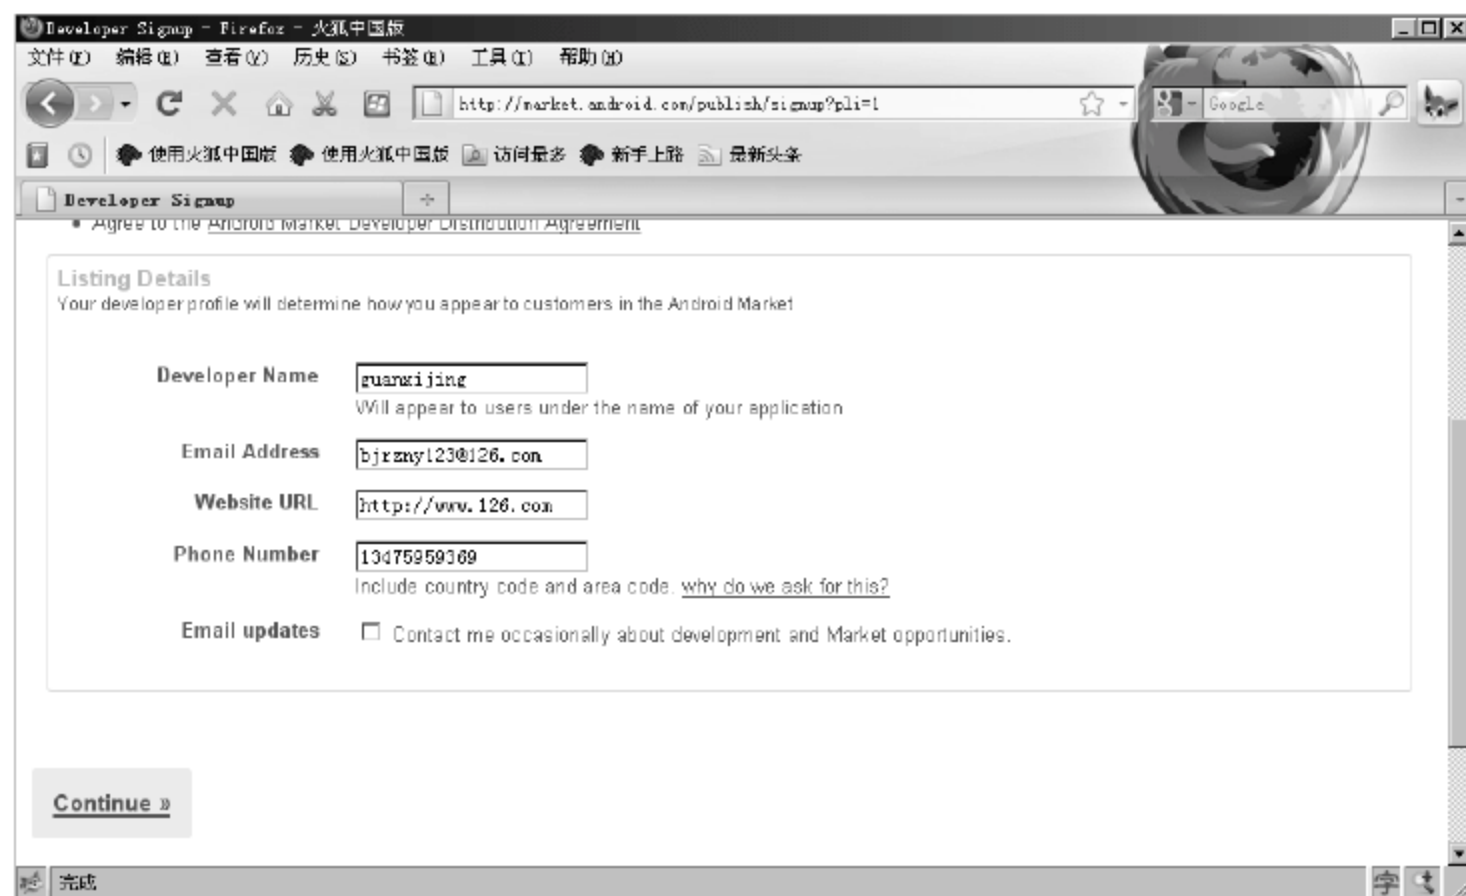 Developer Signup - Firefox - 火狐中国版
文件(F) 编辑(E) 查看(V) 历史(S) 书签(B) 工具(T) 帮助(H)
http://market.android.com/publish/signup?pli=1 Google
使用火狐中国版 使用火狐中国版 访问最多 新手上路 最新头条
Developer Signup
Agree to the Android Market Developer Distribution Agreement
Listing Details
Your developer profile will determine how you appear to customers in the Android Market
Developer Name guanxijing
Will appear to users under the name of your application
Email Address bjrzny123@126.com
Website URL http://www.126.com
Phone Number 13475959369
Include country code and area code. why do we ask for this?
Email updates Contact me occasionally about development and Market opportunities.
Continue »
完成 字